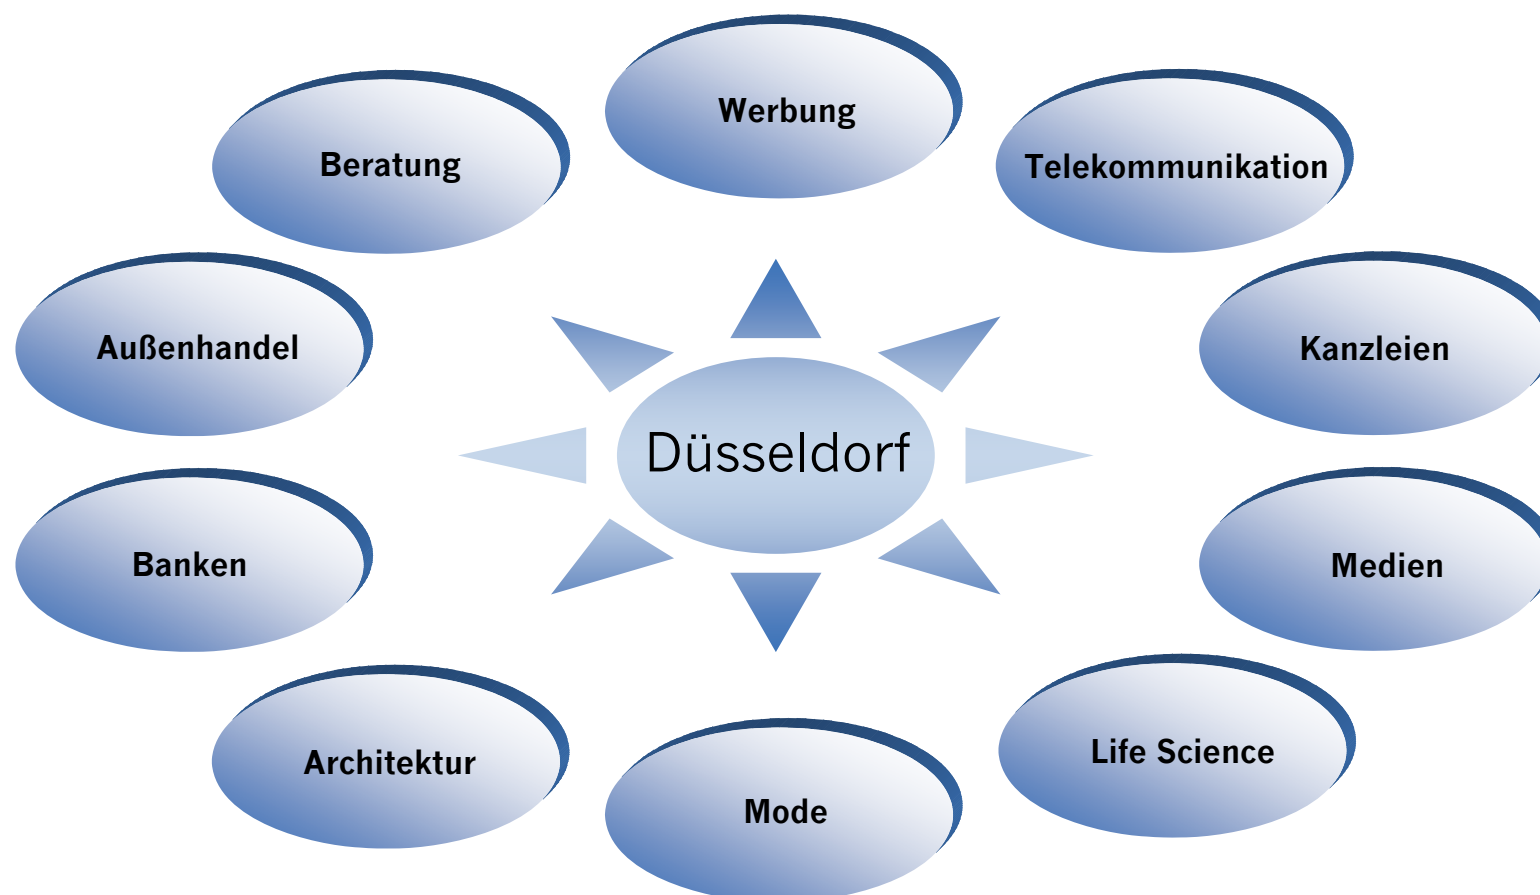 Werbung
Beratung
Telekommunikation
Außenhandel
Kanzleien
Düsseldorf
Banken
Medien
Architektur
Life Science
Mode